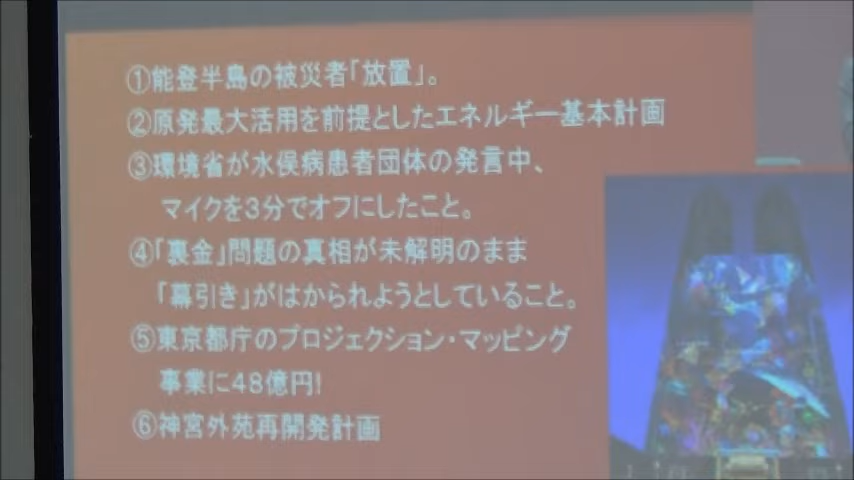 ①能登半島の被災者「放置」。
②原発最大活用を前提としたエネルギー基本計画
③環境省が水俣病患者団体の発言中、
マイクを3分でオフにしたこと。
④「裏金」問題の真相が未解明のまま
「幕引き」がはかられようとしていること。
⑤東京都庁のプロジェクション・マッピング
事業に48億円!
⑥神宮外苑再開発計画